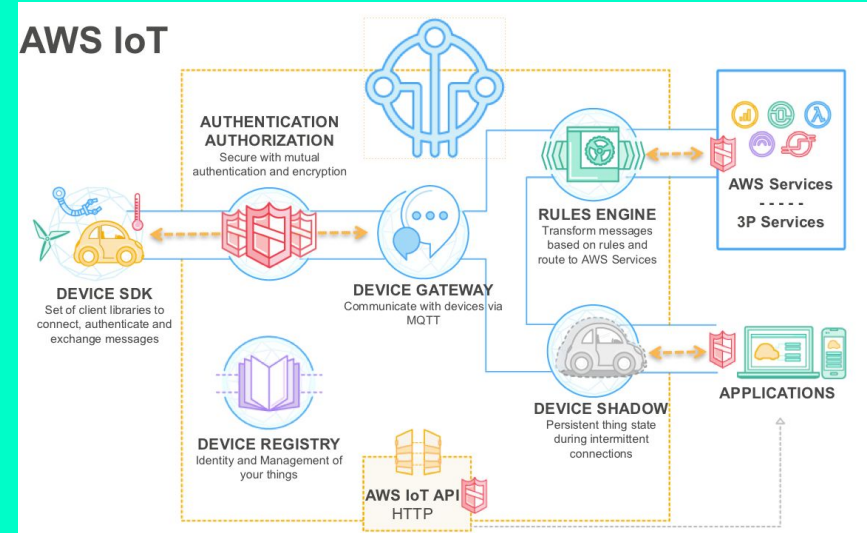 AWS IoT
AUTHENTICATION
AUTHORIZATION
Secure with mutual
authentication and encryption
DEVICE SDK
Set of client libraries to
connect, authenticate and
exchange messages
DEVICE GATEWAY
Communicate with devices via
MQTT
RULES ENGINE
Transform messages
based on rules and
route to AWS Services
AWS Services
- - - - -
3P Services
DEVICE REGISTRY
Identity and Management of
your things
DEVICE SHADOW
Persistent thing state
during intermittent
connections
APPLICATIONS
AWS IoT API
HTTP